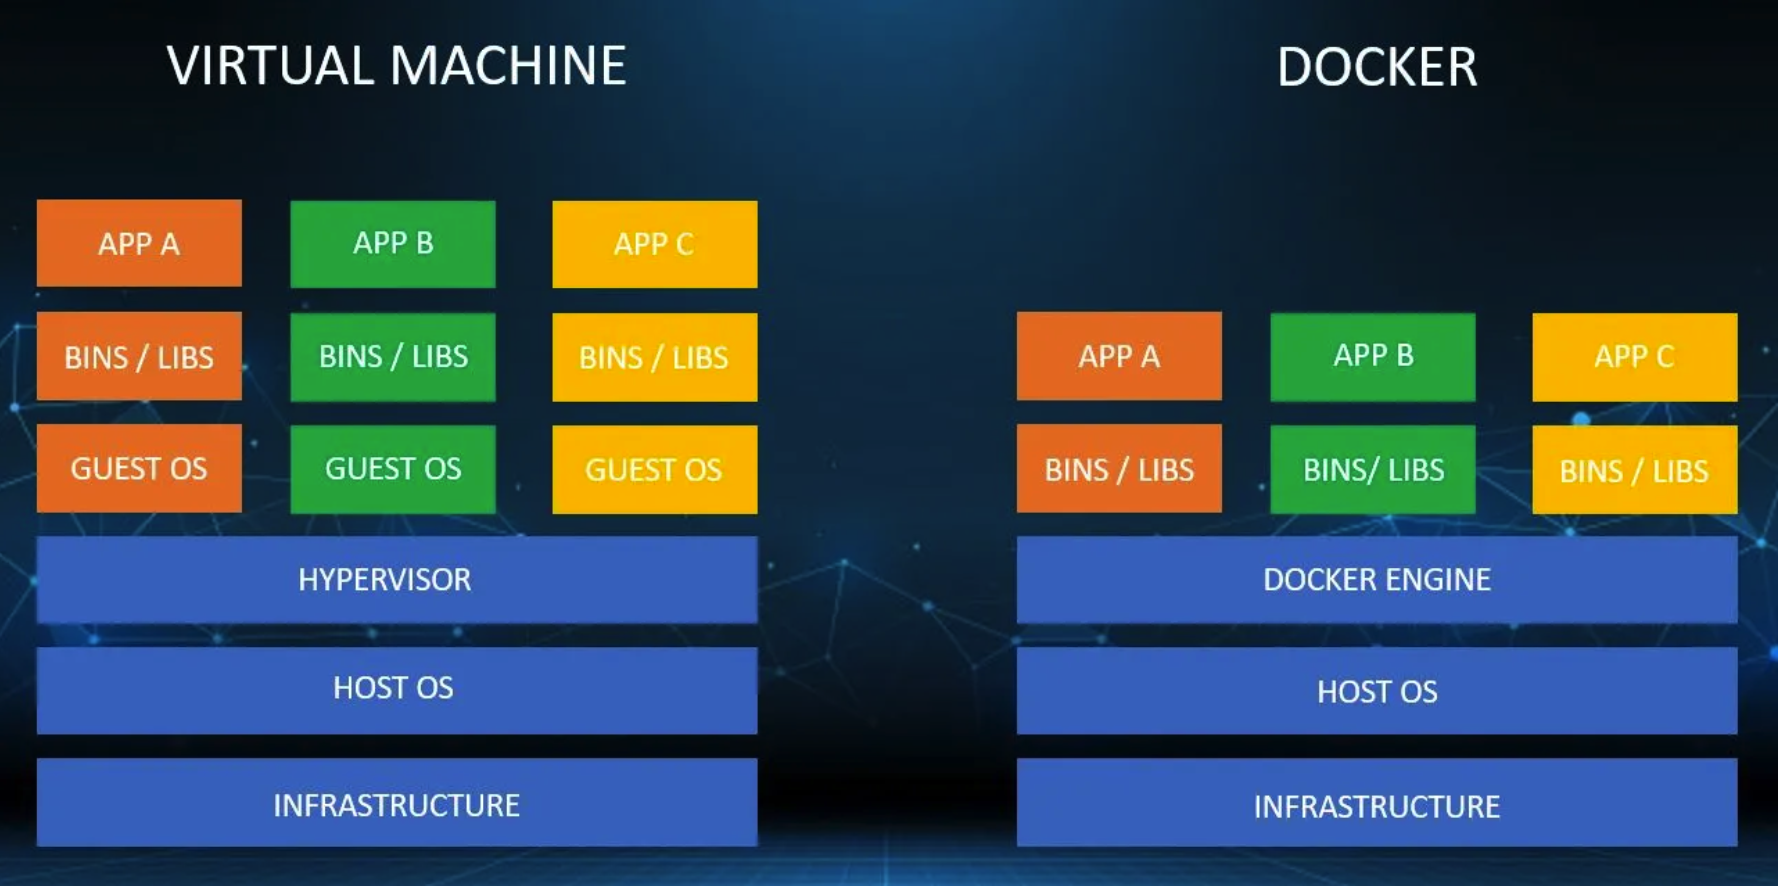 VIRTUAL MACHINE
APP A
APP B
APP C
BINS / LIBS
BINS / LIBS
BINS / LIBS
GUEST OS
GUEST OS
GUEST OS
HYPERVISOR
HOST OS
INFRASTRUCTURE
DOCKER
APP A
APP B
APP C
BINS / LIBS
BINS/ LIBS
BINS / LIBS
DOCKER ENGINE
HOST OS
INFRASTRUCTURE